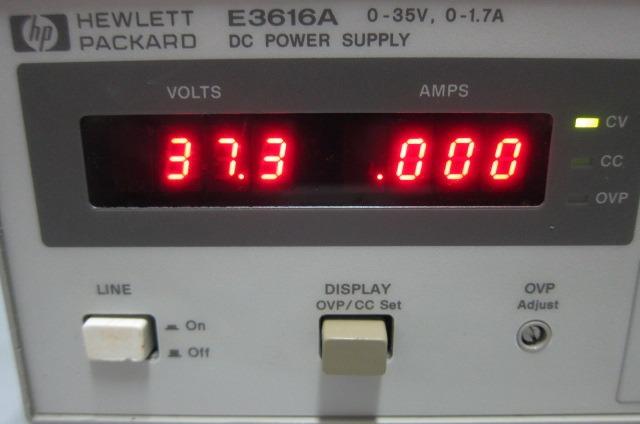 hp HEWLETT PACKARD
E3616A 0-35V, 0-1.7A
DC POWER SUPPLY
VOLTS AMPS
37.3 .000
CV
CC
OVP
LINE
On
Off
DISPLAY
OVP/CC Set
OVP
Adjust